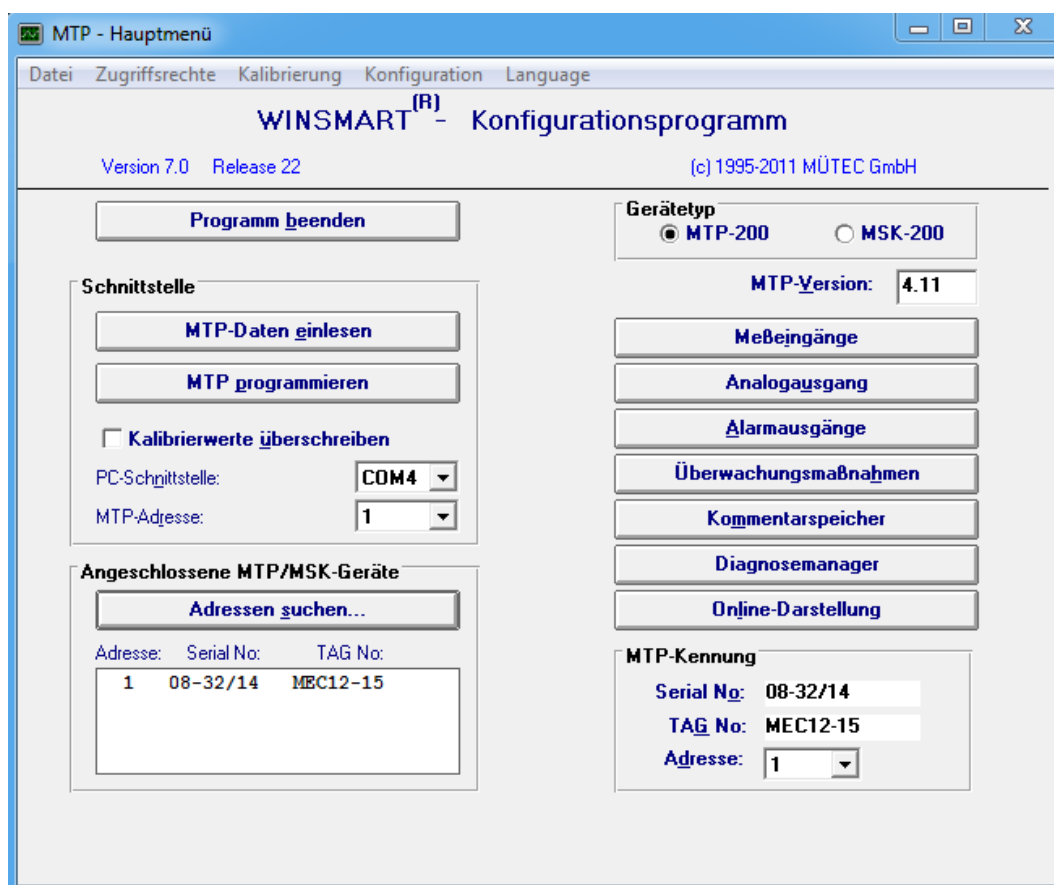 MTP - Hauptmenü
Datei Zugriffsrechte Kalibrierung Konfiguration Language
WINSMART(R)- Konfigurationsprogramm
Version 7.0 Release 22
(c) 1995-2011 MÜTEC GmbH
Programm beenden
Schnittstelle
MTP-Daten einlesen
MTP programmieren
Kalibrierwerte überschreiben
PC-Schnittstelle: COM4
MTP-Adresse: 1
Angeschlossene MTP/MSK-Geräte
Adressen suchen...
Adresse: Serial No: TAG No:
1 08-32/14 MEC12-15
Gerätetyp
MTP-200 MSK-200
MTP-Version: 4.11
Meßeingänge
Analogausgang
Alarmausgänge
Überwachungsmaßnahmen
Kommentarspeicher
Diagnosemanager
Online-Darstellung
MTP-Kennung
Serial No: 08-32/14
TAG No: MEC12-15
Adresse: 1